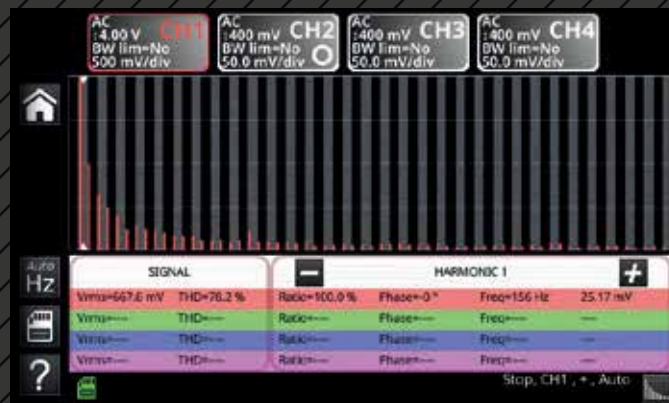 AC
:4.00 V CH1
BW lim=No
500 mV/div
AC
:400 mV CH2
BW lim=No
50.0 mV/div
AC
:400 mV CH3
BW lim=No
50.0 mV/div
AC
:400 mV CH4
BW lim=No
50.0 mV/div
Auto
Hz
?
SIGNAL
− HARMONIC 1 +
Vrms=667.6 mV THD=76.2 % Ratio=100.0 % Phase=-0 ° Freq=156 Hz 25.17 mV
Vrms=--- THD=--- Ratio=--- Phase=--- Freq=--- ---
Vrms=--- THD=--- Ratio=--- Phase=--- Freq=--- ---
Vrms=--- THD=--- Ratio=--- Phase=--- Freq=--- ---
Stop, CH1 , + , Auto